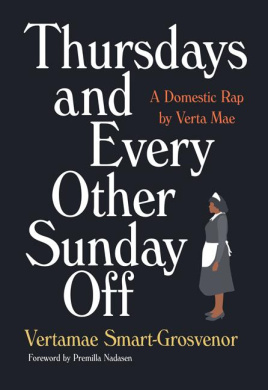 Thursdays
and
Every
Other
Sunday
Off
A Domestic Rap
by Verta Mae
Vertamae Smart-Grosvenor
Foreword by Premilla Nadasen